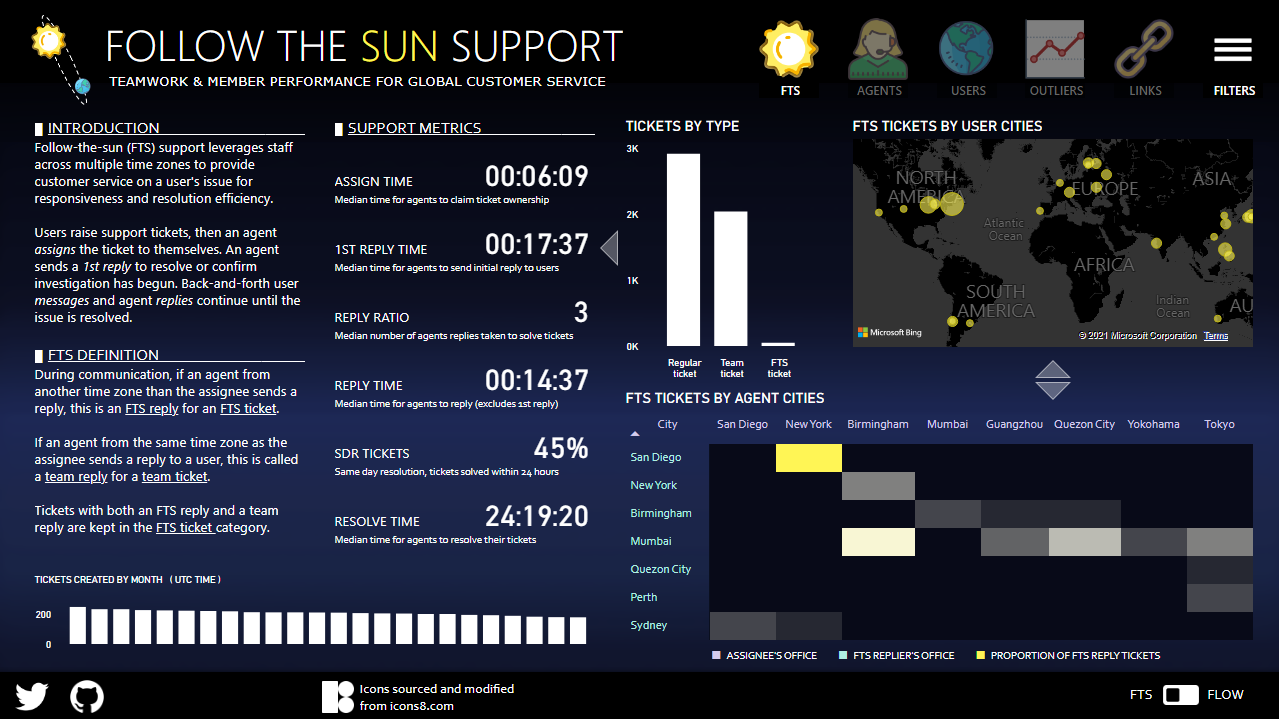 FOLLOW THE SUN SUPPORT
TEAMWORK & MEMBER PERFORMANCE FOR GLOBAL CUSTOMER SERVICE
FTS
AGENTS
USERS
OUTLIERS
LINKS
FILTERS
INTRODUCTION
Follow-the-sun (FTS) support leverages staff
across multiple time zones to provide
customer service on a user's issue for
responsiveness and resolution efficiency.
Users raise support tickets, then an agent
assigns the ticket to themselves. An agent
sends a 1st reply to resolve or confirm
investigation has begun. Back-and-forth user
messages and agent replies continue until the
issue is resolved.
FTS DEFINITION
During communication, if an agent from
another time zone than the assignee sends a
reply, this is an FTS reply for an FTS ticket.
If an agent from the same time zone as the
assignee sends a reply to a user, this is called
a team reply for a team ticket.
Tickets with both an FTS reply and a team
reply are kept in the FTS ticket category.
SUPPORT METRICS
ASSIGN TIME 00:06:09
Median time for agents to claim ticket ownership
1ST REPLY TIME 00:17:37
Median time for agents to send initial reply to users
REPLY RATIO 3
Median number of agents replies taken to solve tickets
REPLY TIME 00:14:37
Median time for agents to reply (excludes 1st reply)
SDR TICKETS 45%
Same day resolution, tickets solved within 24 hours
RESOLVE TIME 24:19:20
Median time for agents to resolve their tickets
TICKETS BY TYPE
3K
2K
1K
0K
Regular ticket
Team ticket
FTS ticket
FTS TICKETS BY USER CITIES
NORTH AMERICA
EUROPE
ASIA
Atlantic Ocean
AFRICA
SOUTH AMERICA
Indian Ocean
AU
Microsoft Bing
© 2021 Microsoft Corporation Terms
FTS TICKETS BY AGENT CITIES
City San Diego New York Birmingham Mumbai Guangzhou Quezon City Yokohama Tokyo
San Diego
New York
Birmingham
Mumbai
Quezon City
Perth
Sydney
ASSIGNEE'S OFFICE FTS REPLIER'S OFFICE PROPORTION OF FTS REPLY TICKETS
TICKETS CREATED BY MONTH ( UTC TIME )
200
0
Icons sourced and modified
from icons8.com
FTS FLOW